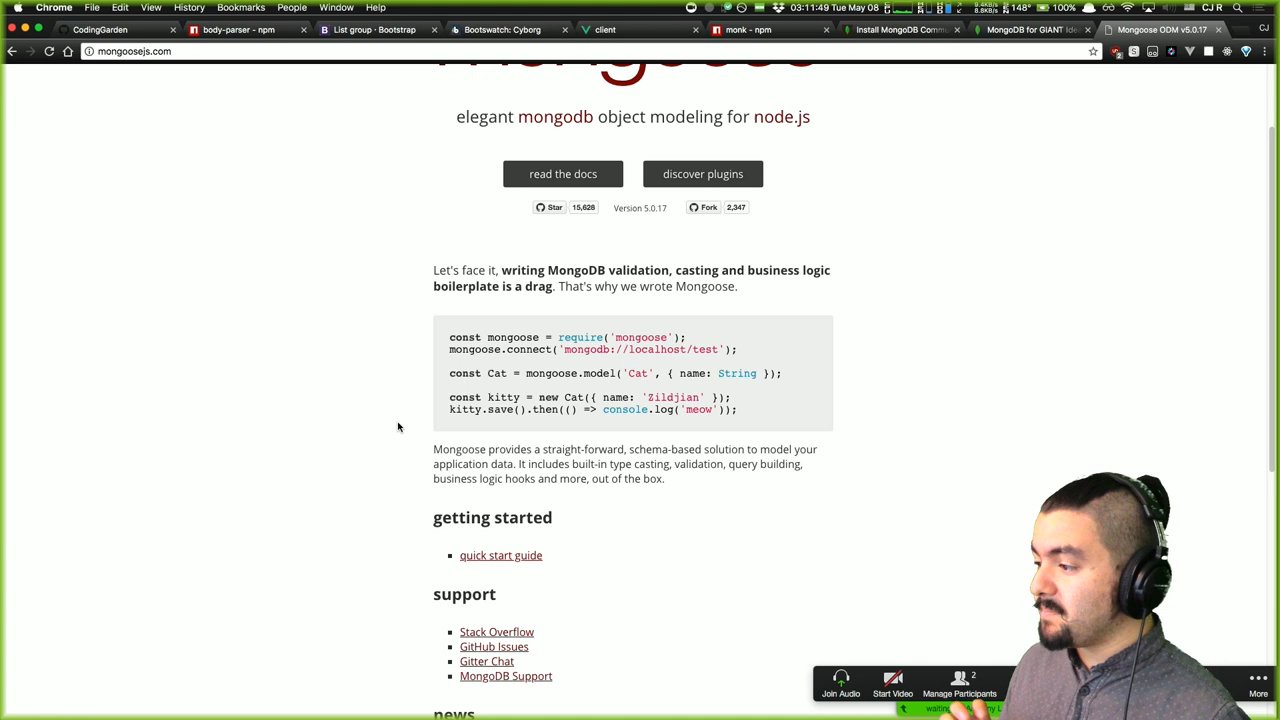 Chrome File Edit View History Bookmarks People Window Help
148° 100% 03:11:49 Tue May 08 CJ R
CodingGarden body-parser - npm List group · Bootstrap Bootswatch: Cyborg client monk - npm Install MongoDB Commu MongoDB for GIANT Ide Mongoose ODM v5.0.17 CJ
mongoosejs.com
mongoose
elegant mongodb object modeling for node.js
read the docs discover plugins
Star 15,628 Version 5.0.17 Fork 2,347
Let's face it, writing MongoDB validation, casting and business logic
boilerplate is a drag. That's why we wrote Mongoose.
const mongoose = require('mongoose');
mongoose.connect('mongodb://localhost/test');
const Cat = mongoose.model('Cat', { name: String });
const kitty = new Cat({ name: 'Zildjian' });
kitty.save().then(() => console.log('meow'));
Mongoose provides a straight-forward, schema-based solution to model your
application data. It includes built-in type casting, validation, query building,
business logic hooks and more, out of the box.
getting started
quick start guide
support
Stack Overflow
GitHub Issues
Gitter Chat
MongoDB Support
2
Join Audio Start Video Manage Participants More
news